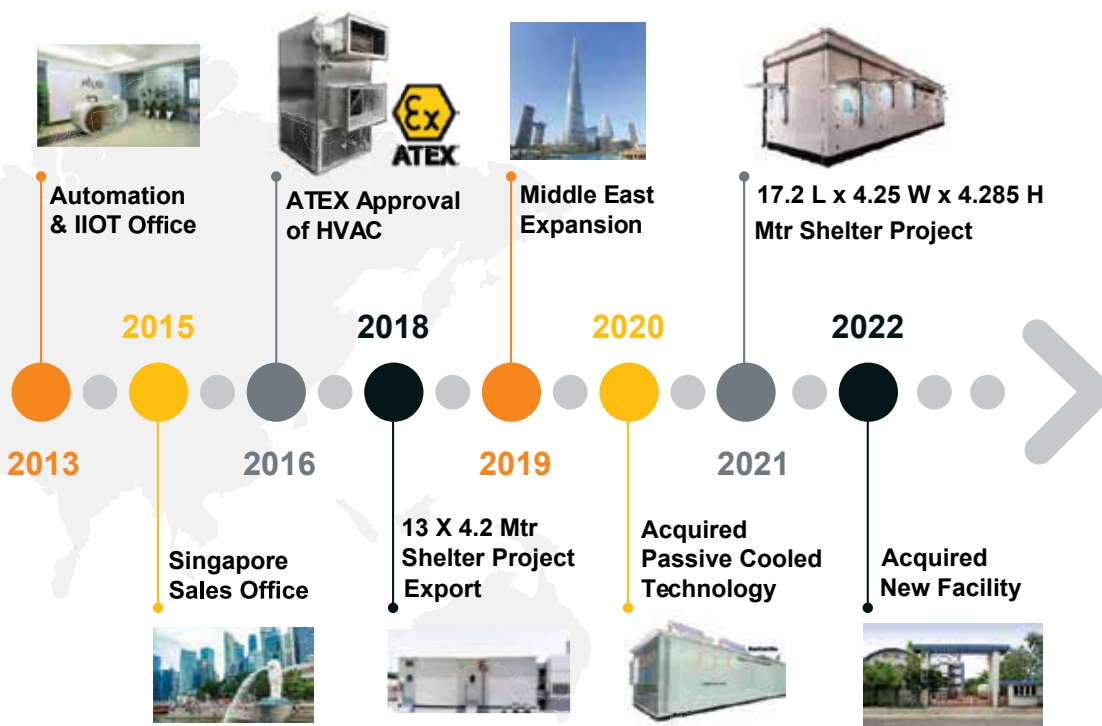 Ex
ATEX
Automation
& IIOT Office
ATEX Approval
of HVAC
Middle East
Expansion
17.2 L x 4.25 W x 4.285 H
Mtr Shelter Project
2015
2018
2020
2022
2013
2016
2019
2021
Singapore
Sales Office
13 X 4.2 Mtr
Shelter Project
Export
Acquired
Passive Cooled
Technology
Acquired
New Facility